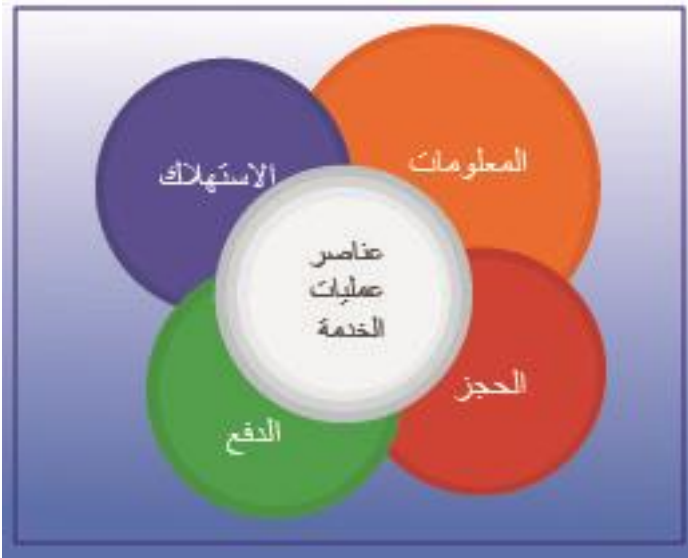 المعلومات
الاستهلاك
عناصر
عمليات
الخدمة
الحجز
الدفع